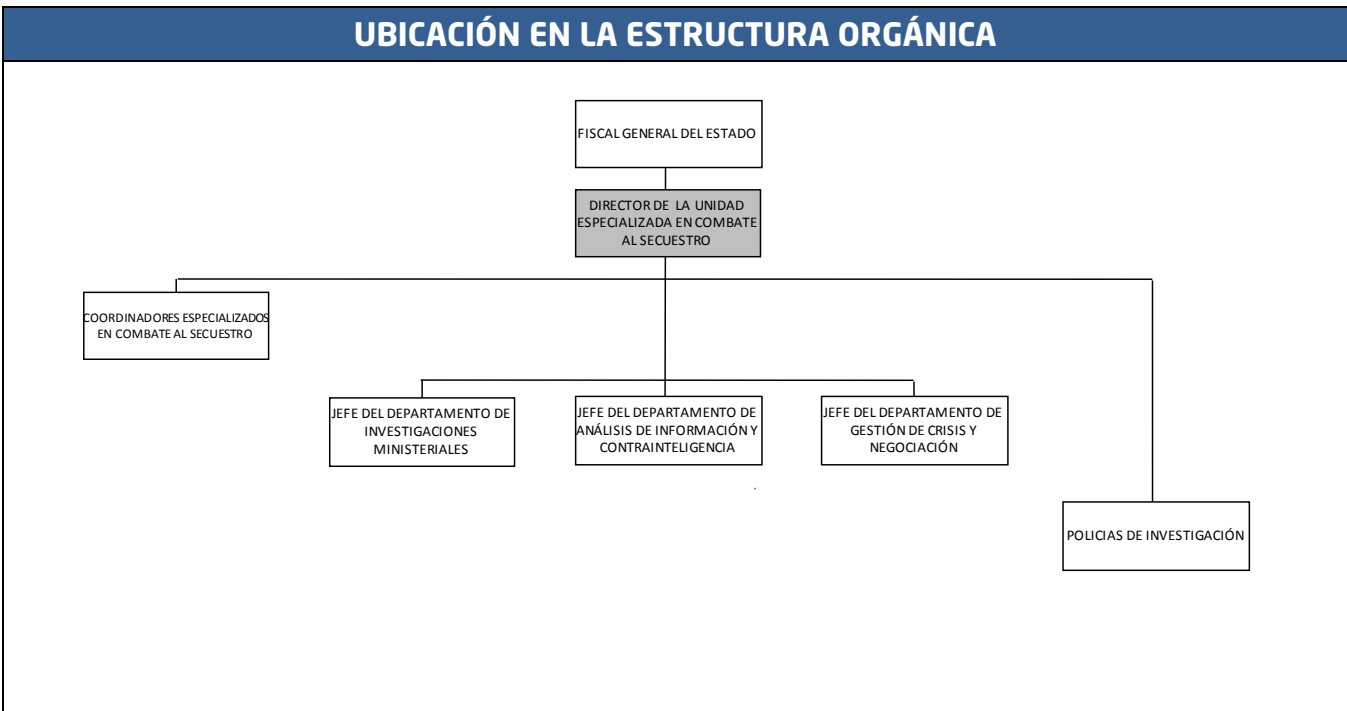 UBICACIÓN EN LA ESTRUCTURA ORGÁNICA
FISCAL GENERAL DEL ESTADO
DIRECTOR DE LA UNIDAD
ESPECIALIZADA EN COMBATE
AL SECUESTRO
COORDINADORES ESPECIALIZADOS
EN COMBATE AL SECUESTRO
JEFE DEL DEPARTAMENTO DE
INVESTIGACIONES
MINISTERIALES
JEFE DEL DEPARTAMENTO DE
ANÁLISIS DE INFORMACIÓN Y
CONTRAINTELIGENCIA
JEFE DEL DEPARTAMENTO DE
GESTIÓN DE CRISIS Y
NEGOCIACIÓN
POLICIAS DE INVESTIGACIÓN